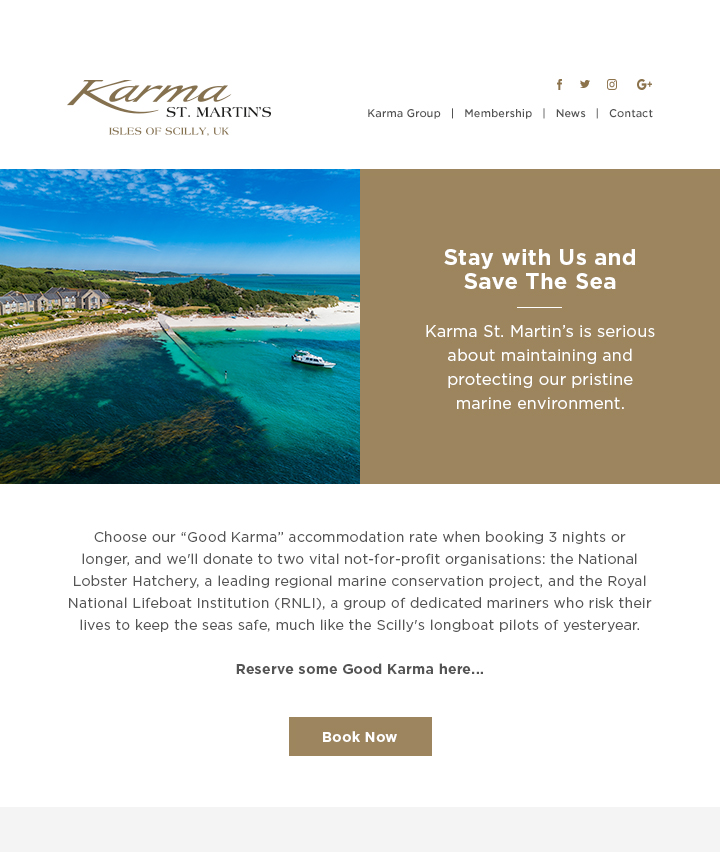 Karma
ST. MARTIN'S
ISLES OF SCILLY, UK
Karma Group | Membership | News | Contact
Stay with Us and
Save The Sea
Karma St. Martin’s is serious
about maintaining and
protecting our pristine
marine environment.
Choose our “Good Karma” accommodation rate when booking 3 nights or
longer, and we'll donate to two vital not-for-profit organisations: the National
Lobster Hatchery, a leading regional marine conservation project, and the Royal
National Lifeboat Institution (RNLI), a group of dedicated mariners who risk their
lives to keep the seas safe, much like the Scilly's longboat pilots of yesteryear.
Reserve some Good Karma here...
Book Now